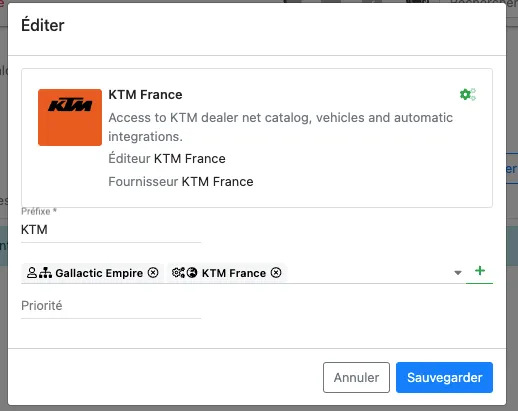 Rechercher
Éditer
KTM
KTM France
Access to KTM dealer net catalog, vehicles and automatic
integrations.
Éditeur KTM France
Fournisseur KTM France
Préfixe *
KTM
Gallactic Empire
KTM France
Priorité
Annuler
Sauvegarder